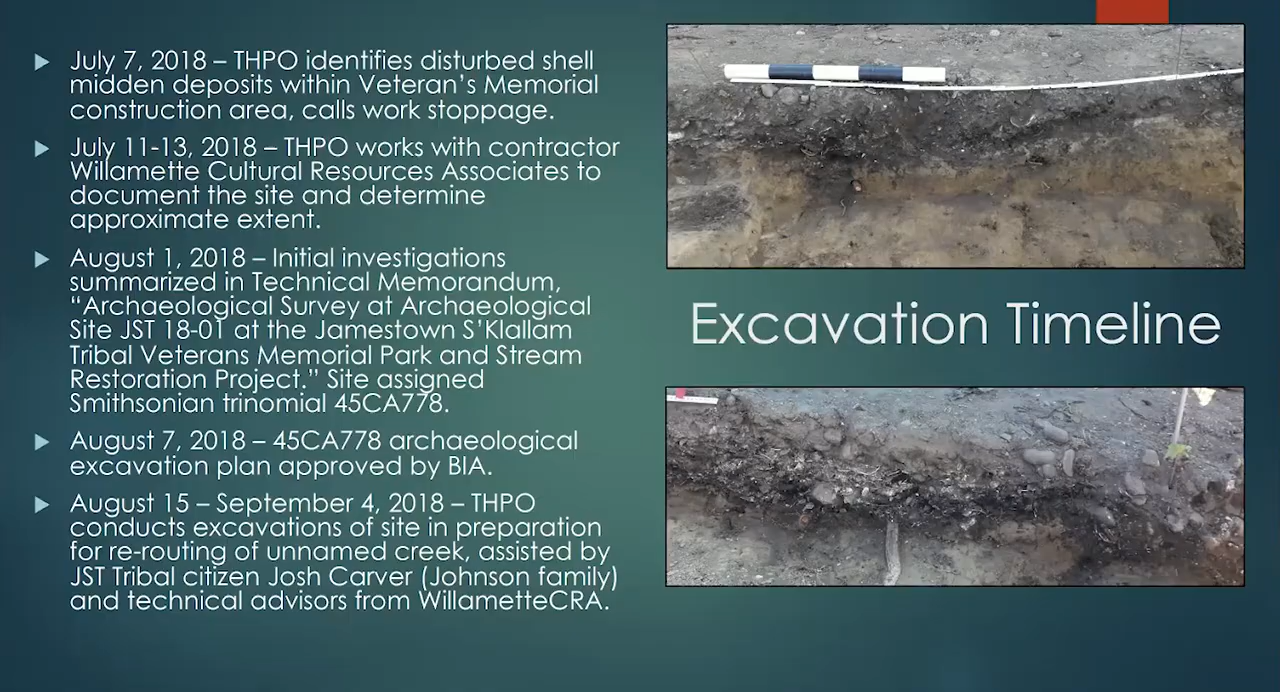 July 7, 2018 – THPO identifies disturbed shell
midden deposits within Veteran’s Memorial
construction area, calls work stoppage.
July 11-13, 2018 – THPO works with contractor
Willamette Cultural Resources Associates to
document the site and determine
approximate extent.
August 1, 2018 – Initial investigations
summarized in Technical Memorandum,
“Archaeological Survey at Archaeological
Site JST 18-01 at the Jamestown S’Klallam
Tribal Veterans Memorial Park and Stream
Restoration Project.” Site assigned
Smithsonian trinomial 45CA778.
August 7, 2018 – 45CA778 archaeological
excavation plan approved by BIA.
August 15 – September 4, 2018 – THPO
conducts excavations of site in preparation
for re-routing of unnamed creek, assisted by
JST Tribal citizen Josh Carver (Johnson family)
and technical advisors from WillametteCRA.
Excavation Timeline